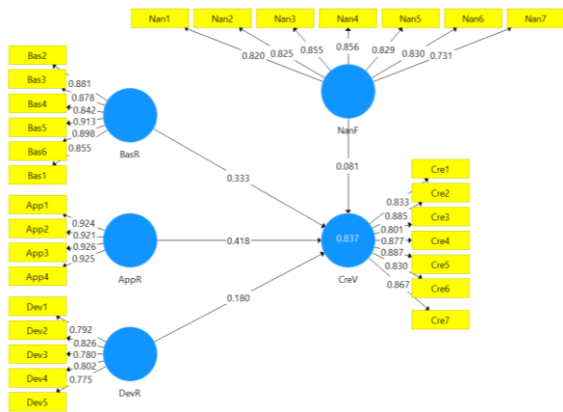 Nan1 Nan2 Nan3 Nan4 Nan5 Nan6 Nan7
0.820 0.825 0.855 0.856 0.829 0.830 0.731
NanF
0.081
Bas2
Bas3
Bas4
Bas5
Bas6
Bas1
0.881
0.878
0.842
0.913
0.898
0.855
BasR
0.333
App1
App2
App3
App4
0.924
0.921
0.926
0.925
AppR
0.418
Dev1
Dev2
Dev3
Dev4
Dev5
0.792
0.826
0.780
0.802
0.775
DevR
0.180
0.837
CreV
0.833
0.885
0.801
0.877
0.887
0.830
0.867
Cre1
Cre2
Cre3
Cre4
Cre5
Cre6
Cre7